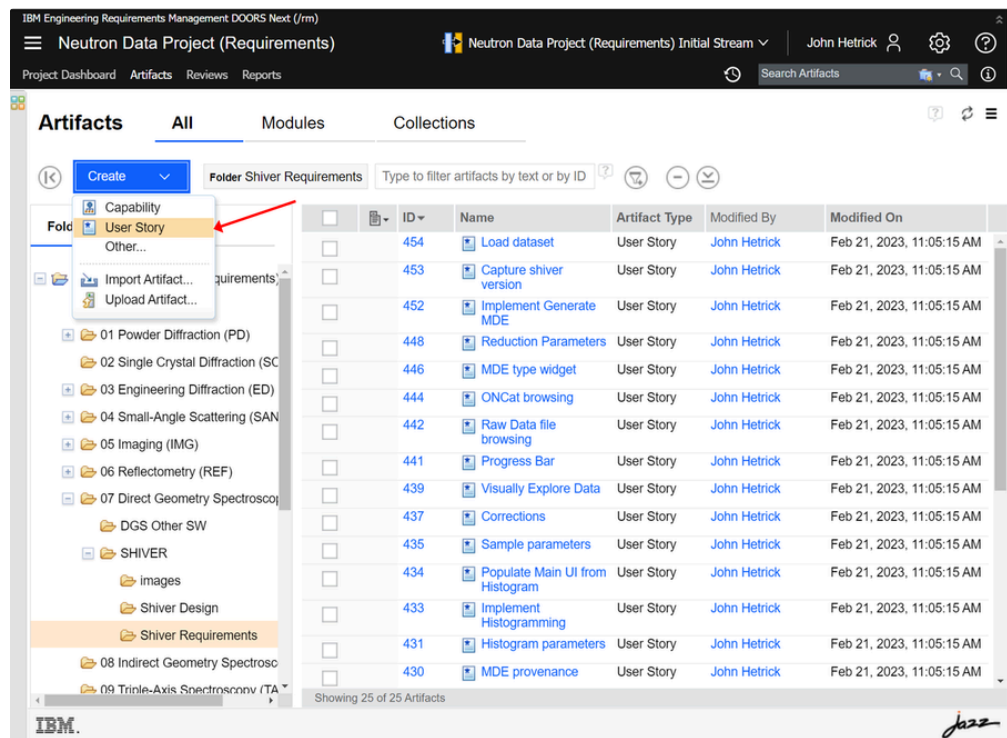 IBM Engineering Requirements Management DOORS Next (/rm)
Neutron Data Project (Requirements)
Neutron Data Project (Requirements) Initial Stream
John Hetrick
Project Dashboard Artifacts Reviews Reports
Search Artifacts
Artifacts All Modules Collections
Create
Folder Shiver Requirements
Type to filter artifacts by text or by ID
Capability
User Story
Other...
Import Artifact...
Upload Artifact...
Fold
quirements)
01 Powder Diffraction (PD)
02 Single Crystal Diffraction (SC
03 Engineering Diffraction (ED)
04 Small-Angle Scattering (SAN
05 Imaging (IMG)
06 Reflectometry (REF)
07 Direct Geometry Spectroscop
DGS Other SW
SHIVER
images
Shiver Design
Shiver Requirements
08 Indirect Geometry Spectrosc
09 Triple-Axis Spectroscopy (TA
ID Name Artifact Type Modified By Modified On
454 Load dataset User Story John Hetrick Feb 21, 2023, 11:05:15 AM
453 Capture shiver version User Story John Hetrick Feb 21, 2023, 11:05:15 AM
452 Implement Generate MDE User Story John Hetrick Feb 21, 2023, 11:05:15 AM
448 Reduction Parameters User Story John Hetrick Feb 21, 2023, 11:05:15 AM
446 MDE type widget User Story John Hetrick Feb 21, 2023, 11:05:15 AM
444 ONCat browsing User Story John Hetrick Feb 21, 2023, 11:05:15 AM
442 Raw Data file browsing User Story John Hetrick Feb 21, 2023, 11:05:15 AM
441 Progress Bar User Story John Hetrick Feb 21, 2023, 11:05:15 AM
439 Visually Explore Data User Story John Hetrick Feb 21, 2023, 11:05:15 AM
437 Corrections User Story John Hetrick Feb 21, 2023, 11:05:15 AM
435 Sample parameters User Story John Hetrick Feb 21, 2023, 11:05:15 AM
434 Populate Main UI from Histogram User Story John Hetrick Feb 21, 2023, 11:05:15 AM
433 Implement Histogramming User Story John Hetrick Feb 21, 2023, 11:05:15 AM
431 Histogram parameters User Story John Hetrick Feb 21, 2023, 11:05:15 AM
430 MDE provenance User Story John Hetrick Feb 21, 2023, 11:05:15 AM
Showing 25 of 25 Artifacts
IBM.
jazz